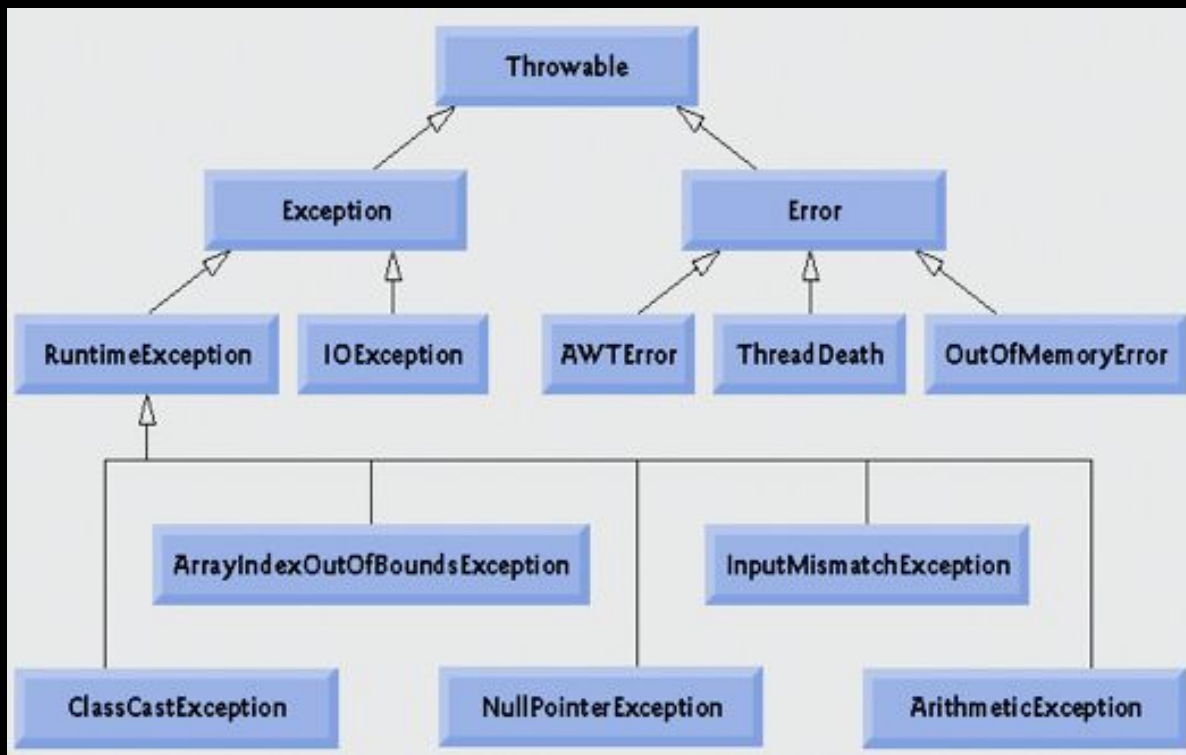 Throwable
Exception
Error
RuntimeException
IOException
AWTError
ThreadDeath
OutOfMemoryError
ArrayIndexOutOfBoundsException
InputMismatchException
ClassCastException
NullPointerException
ArithmeticException